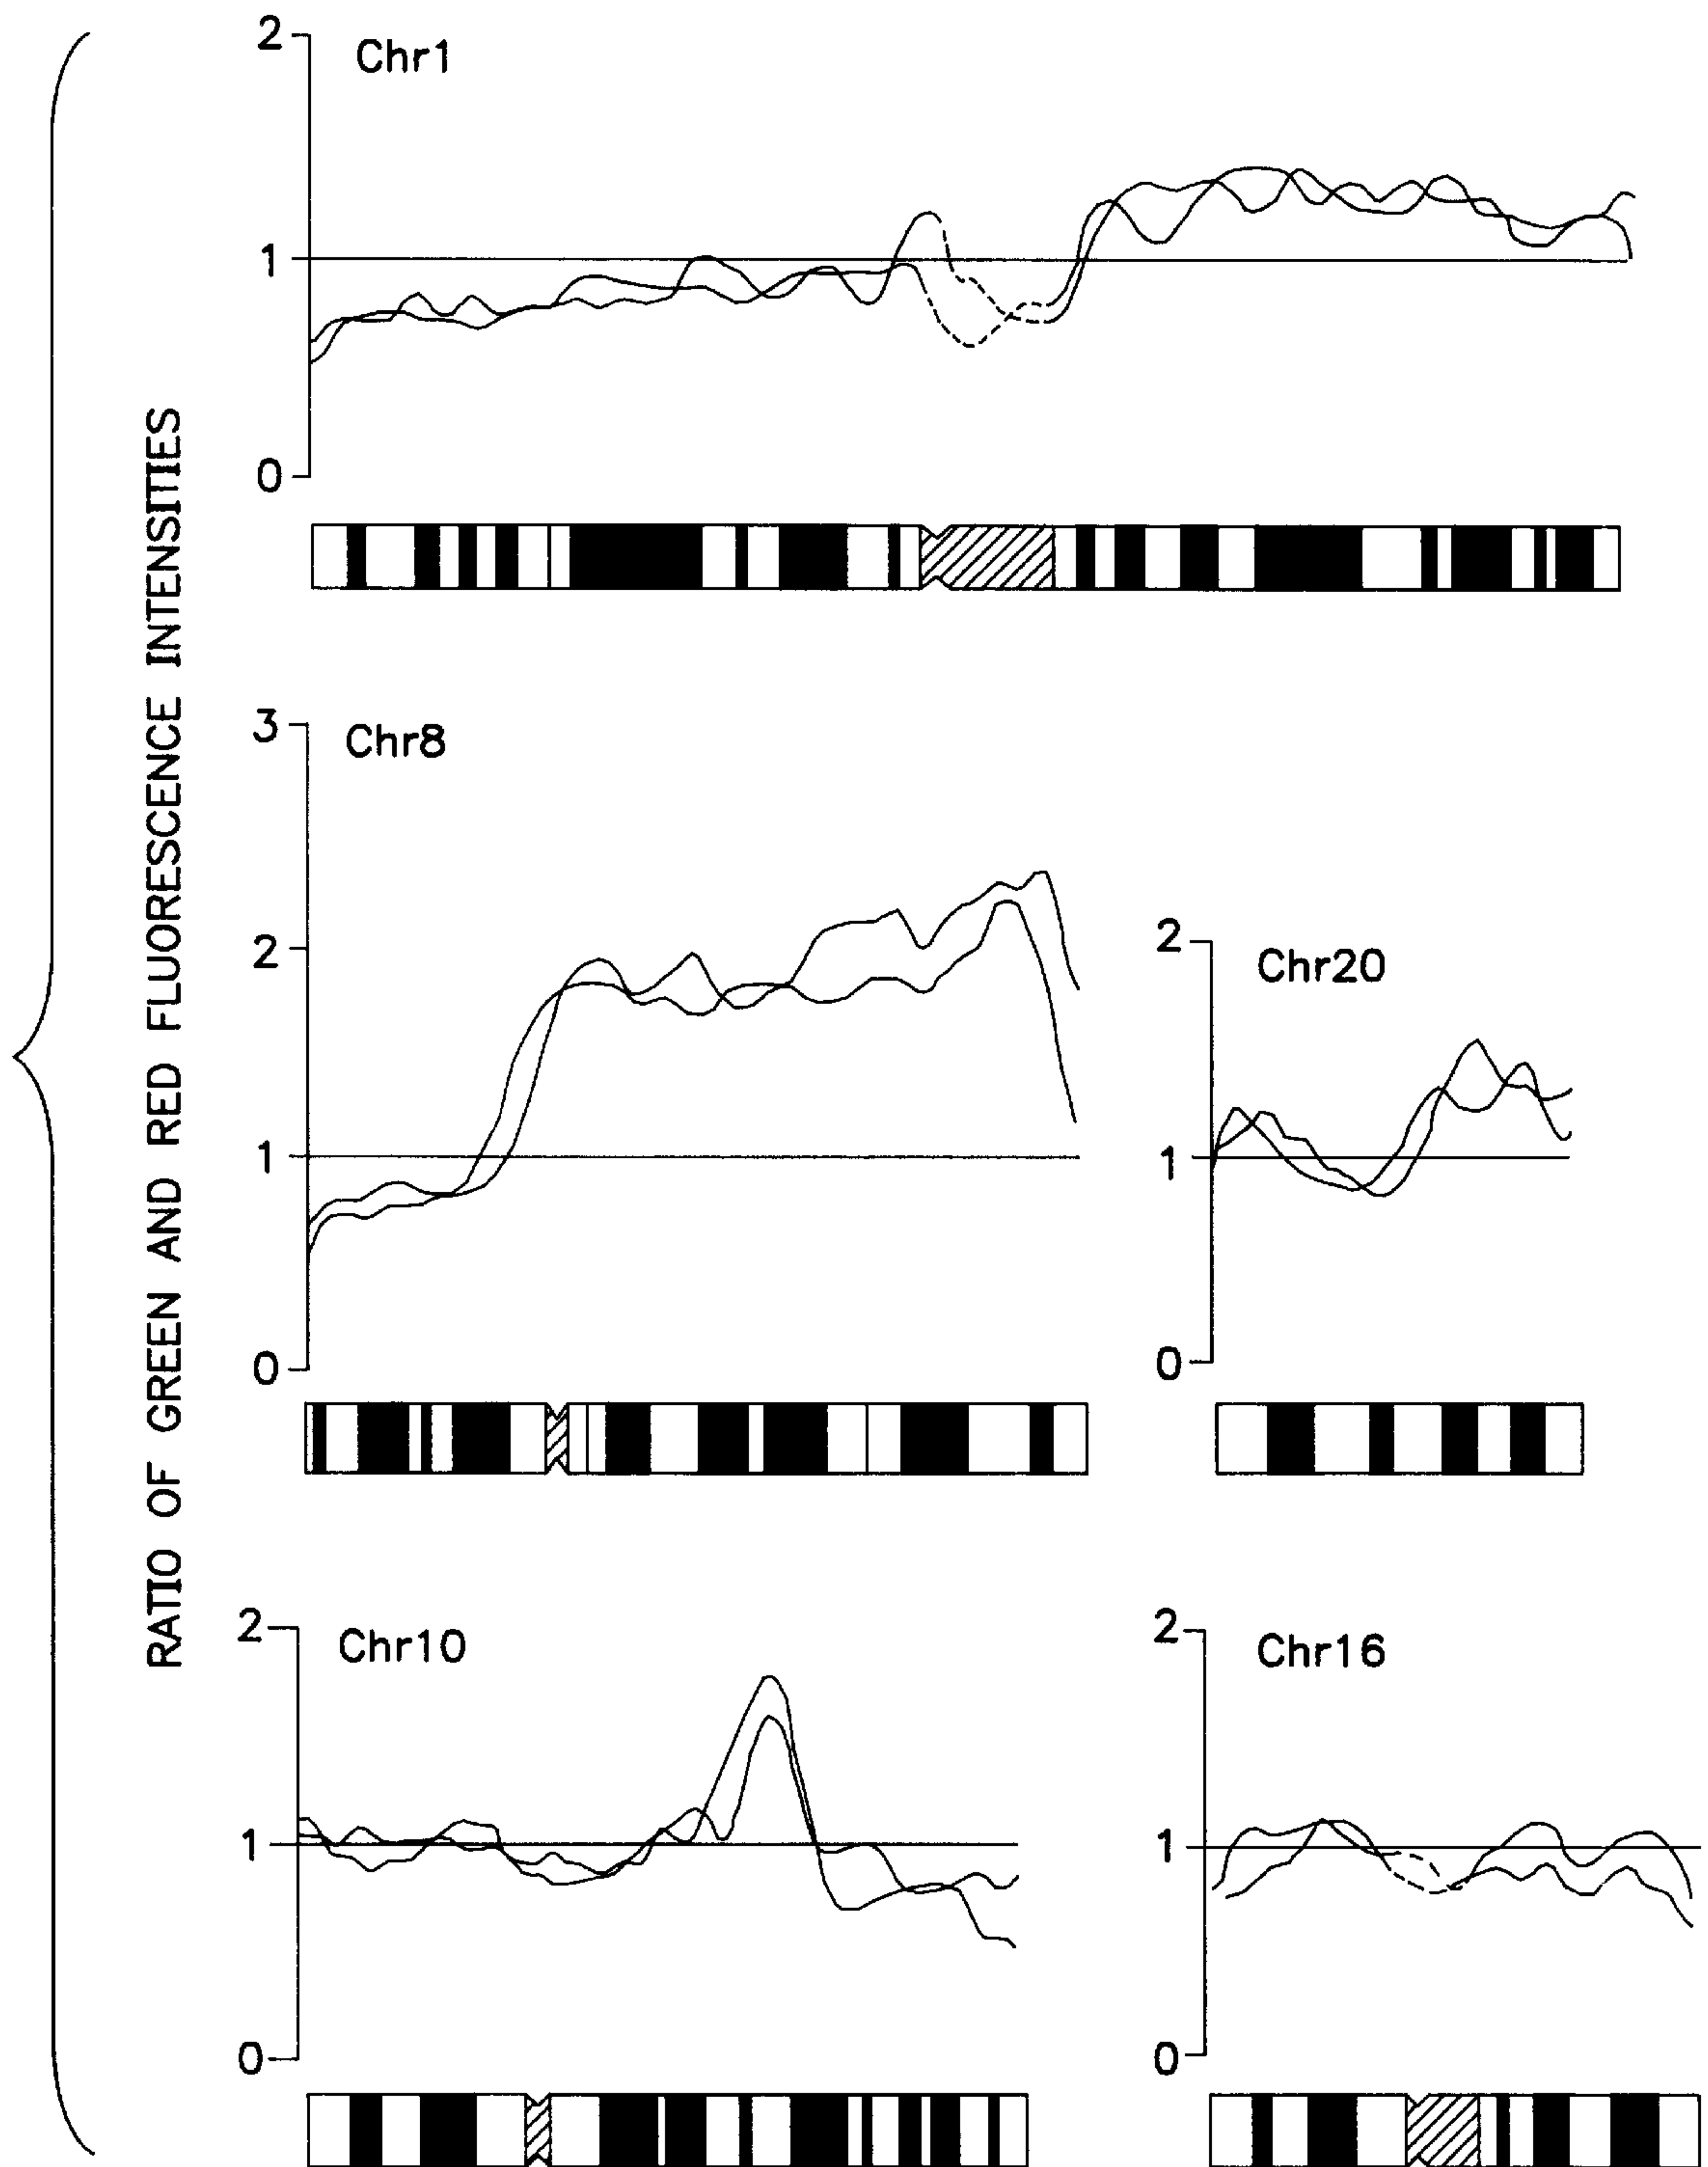 RATIO OF GREEN AND RED FLUORESCENCE INTENSITIES
Chr1
2
1
0
Chr8
3
2
1
0
Chr20
2
1
0
Chr10
2
1
0
Chr16
2
1
0